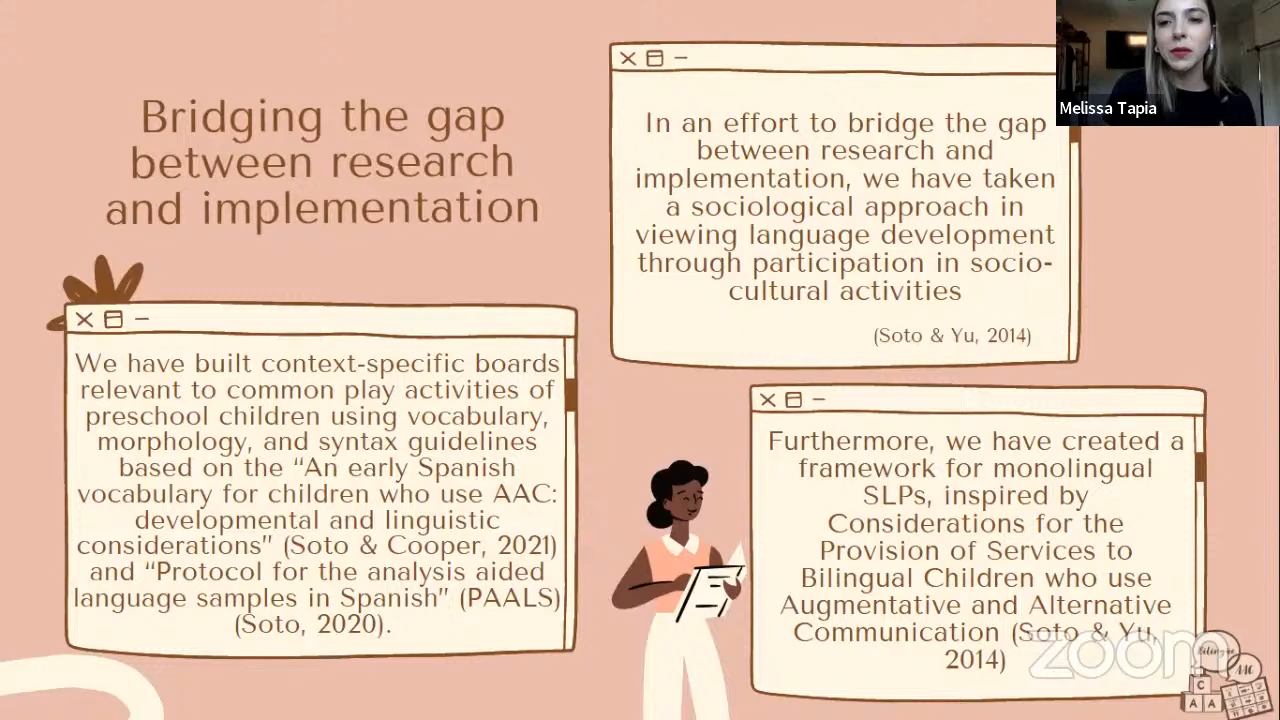 Bridging the gap
between research
and implementation
Melissa Tapia
In an effort to bridge the gap
between research and
implementation, we have taken
a sociological approach in
viewing language development
through participation in socio-
cultural activities
(Soto & Yu, 2014)
We have built context-specific boards
relevant to common play activities of
preschool children using vocabulary,
morphology, and syntax guidelines
based on the “An early Spanish
vocabulary for children who use AAC:
developmental and linguistic
considerations” (Soto & Cooper, 2021)
and “Protocol for the analysis aided
language samples in Spanish” (PAALS)
(Soto, 2020).
Furthermore, we have created a
framework for monolingual
SLPs, inspired by
Considerations for the
Provision of Services to
Bilingual Children who use
Augmentative and Alternative
Communication (Soto & Yu,
2014)
zoom
Bilingüe
AAC
C
A A